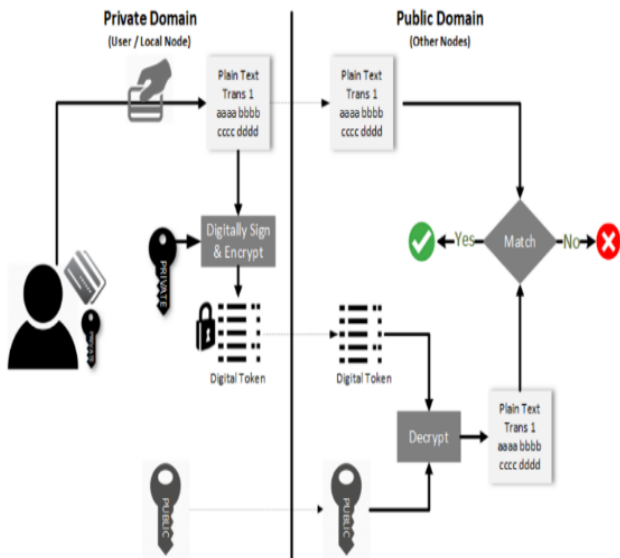 Private Domain
(User / Local Node)
Public Domain
(Other Nodes)
Plain Text
Trans 1
aaaa bbbb
cccc dddd
Plain Text
Trans 1
aaaa bbbb
cccc dddd
Digitally Sign
& Encrypt
PRIVATE
Yes
Match
No
PRIVATE
Digital Token
Digital Token
Plain Text
Trans 1
aaaa bbbb
cccc dddd
Decrypt
PUBLIC
PUBLIC